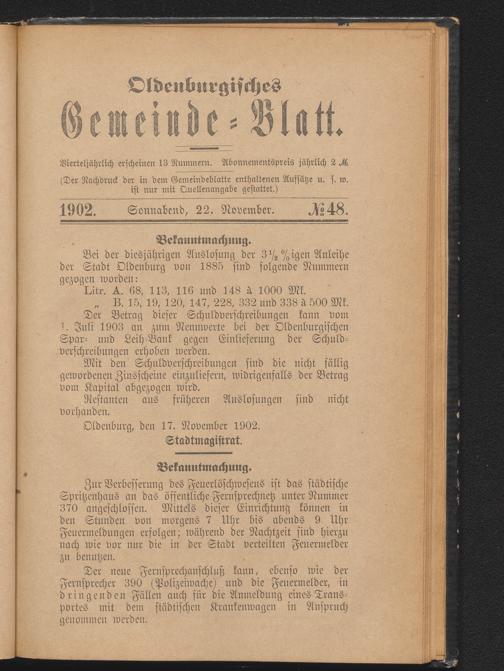 Oldenburgisches
Gemeinde-Blatt.
Vierteljährlich erscheinen 13 Nummern. Abonnementspreis jährlich 2 ℳ
(Der Nachdruck der in dem Gemeindeblatte enthaltenen Aufsätze u. s. w.
ist nur mit Quellenangabe gestattet.)
1902. Sonnabend, 22. November. № 48.
Bekanntmachung.
Bei der diesjährigen Auslosung der 3½ %igen Anleihe
der Stadt Oldenburg von 1885 sind folgende Nummern
gezogen worden:
Litr. A. 68, 113, 116 und 148 à 1000 Mk.
„ B. 15, 19, 120, 147, 228, 332 und 338 à 500 Mk.
Der Betrag dieser Schuldverschreibungen kann vom
1. Juli 1903 an zum Nennwerte bei der Oldenburgischen
Spar- und Leih-Bank gegen Einlieferung der Schuld-
verschreibungen erhoben werden.
Mit den Schuldverschreibungen sind die nicht fällig
gewordenen Zinsscheine einzuliefern, widrigenfalls der Betrag
vom Kapital abgezogen wird.
Restanten aus früheren Auslosungen sind nicht
vorhanden.
Oldenburg, den 17. November 1902.
Stadtmagistrat.
Bekanntmachung.
Zur Verbesserung des Feuerlöschwesens ist das städtische
Spritzenhaus an das öffentliche Fernsprechnetz unter Nummer
370 angeschlossen. Mittels dieser Einrichtung können in
den Stunden von morgens 7 Uhr bis abends 9 Uhr
Feuermeldungen erfolgen; während der Nachtzeit sind hierzu
nach wie vor nur die in der Stadt verteilten Feuermelder
zu benutzen.
Der neue Fernsprechanschluß kann, ebenso wie der
Fernsprecher 390 (Polizeiwache) und die Feuermelder, in
dringenden Fällen auch für die Anmeldung eines Trans-
portes mit dem städtischen Krankenwagen in Anspruch
genommen werden.